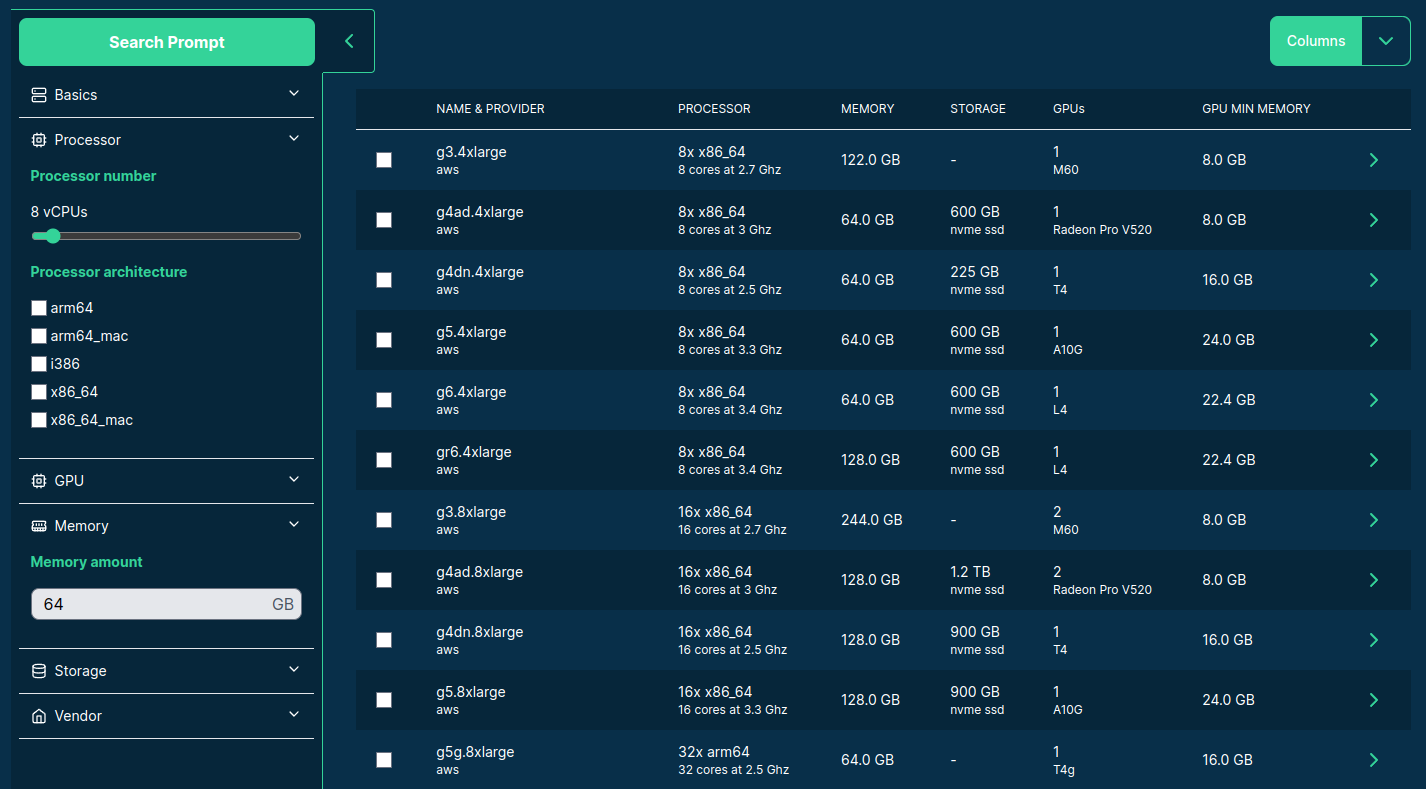 Search Prompt
Basics
Processor
Processor number
8 vCPUs
Processor architecture
arm64
arm64_mac
i386
x86_64
x86_64_mac
GPU
Memory
Memory amount
64 GB
Storage
Vendor
Columns
NAME & PROVIDER PROCESSOR MEMORY STORAGE GPUs GPU MIN MEMORY
g3.4xlarge 8x x86_64 122.0 GB - 1 8.0 GB
aws 8 cores at 2.7 Ghz M60
g4ad.4xlarge 8x x86_64 64.0 GB 600 GB 1 8.0 GB
aws 8 cores at 3 Ghz nvme ssd Radeon Pro V520
g4dn.4xlarge 8x x86_64 64.0 GB 225 GB 1 16.0 GB
aws 8 cores at 2.5 Ghz nvme ssd T4
g5.4xlarge 8x x86_64 64.0 GB 600 GB 1 24.0 GB
aws 8 cores at 3.3 Ghz nvme ssd A10G
g6.4xlarge 8x x86_64 64.0 GB 600 GB 1 22.4 GB
aws 8 cores at 3.4 Ghz nvme ssd L4
gr6.4xlarge 8x x86_64 128.0 GB 600 GB 1 22.4 GB
aws 8 cores at 3.4 Ghz nvme ssd L4
g3.8xlarge 16x x86_64 244.0 GB - 2 8.0 GB
aws 16 cores at 2.7 Ghz M60
g4ad.8xlarge 16x x86_64 128.0 GB 1.2 TB 2 8.0 GB
aws 16 cores at 3 Ghz nvme ssd Radeon Pro V520
g4dn.8xlarge 16x x86_64 128.0 GB 900 GB 1 16.0 GB
aws 16 cores at 2.5 Ghz nvme ssd T4
g5.8xlarge 16x x86_64 128.0 GB 900 GB 1 24.0 GB
aws 16 cores at 3.3 Ghz nvme ssd A10G
g5g.8xlarge 32x arm64 64.0 GB - 1 16.0 GB
aws 32 cores at 2.5 Ghz T4g